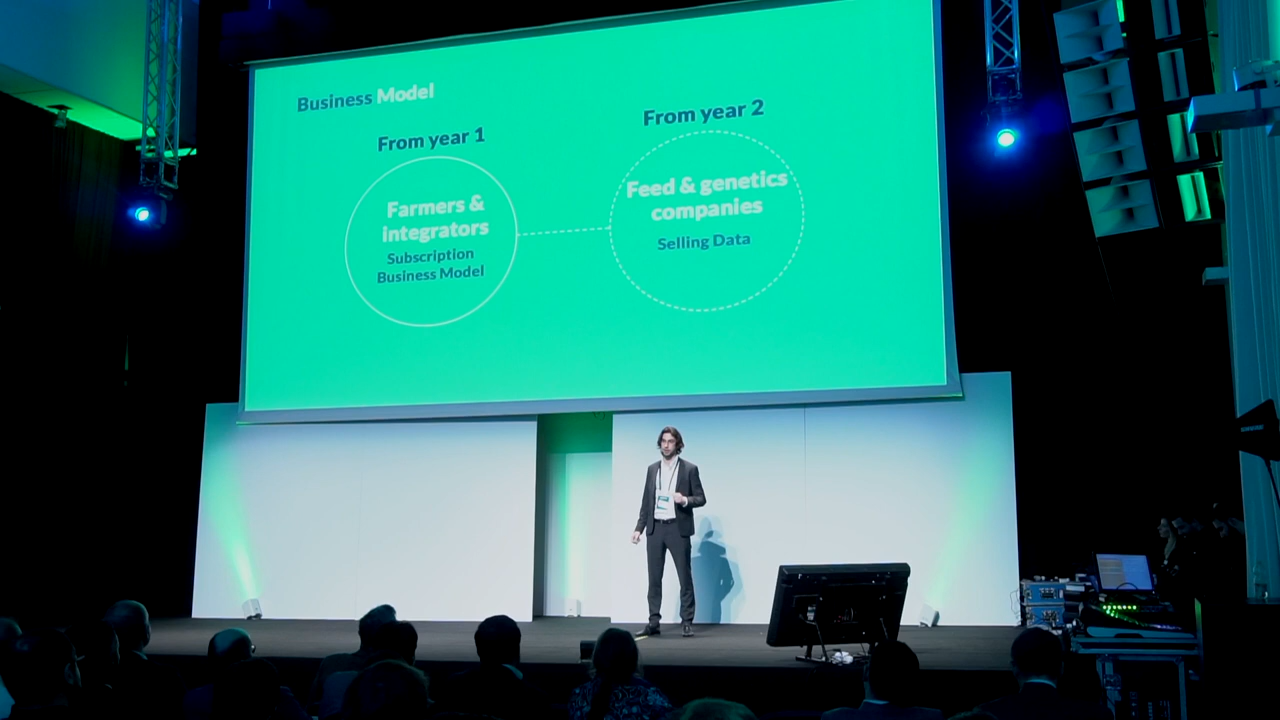 Business Model
From year 1
Farmers &
integrators
Subscription
Business Model
From year 2
Feed & genetics
companies
Selling Data